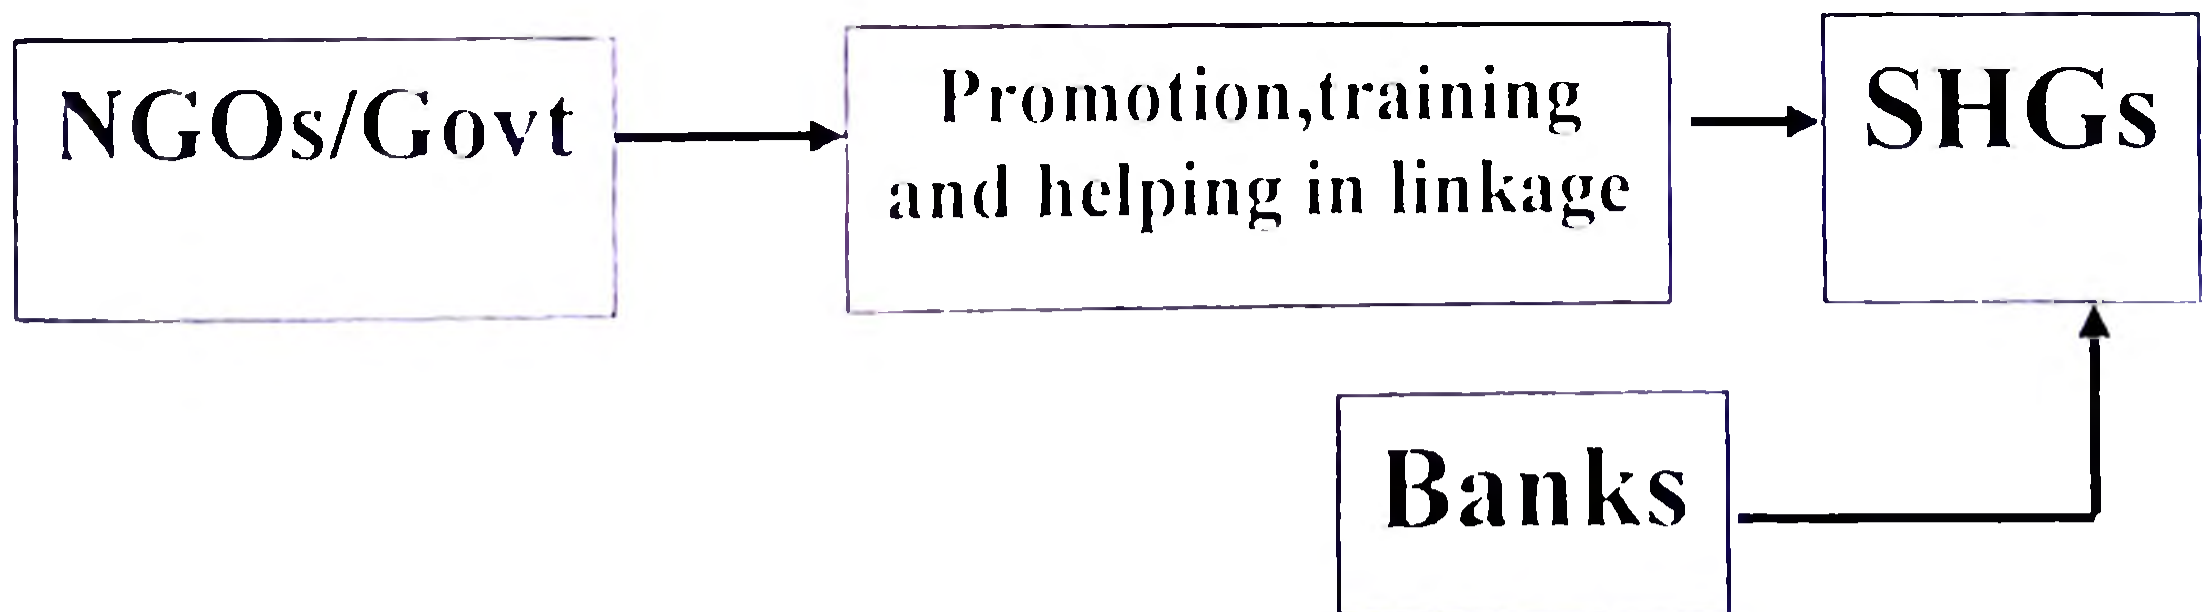 NGOs/Govt
Promotion,training
and helping in linkage
SHGs
Banks